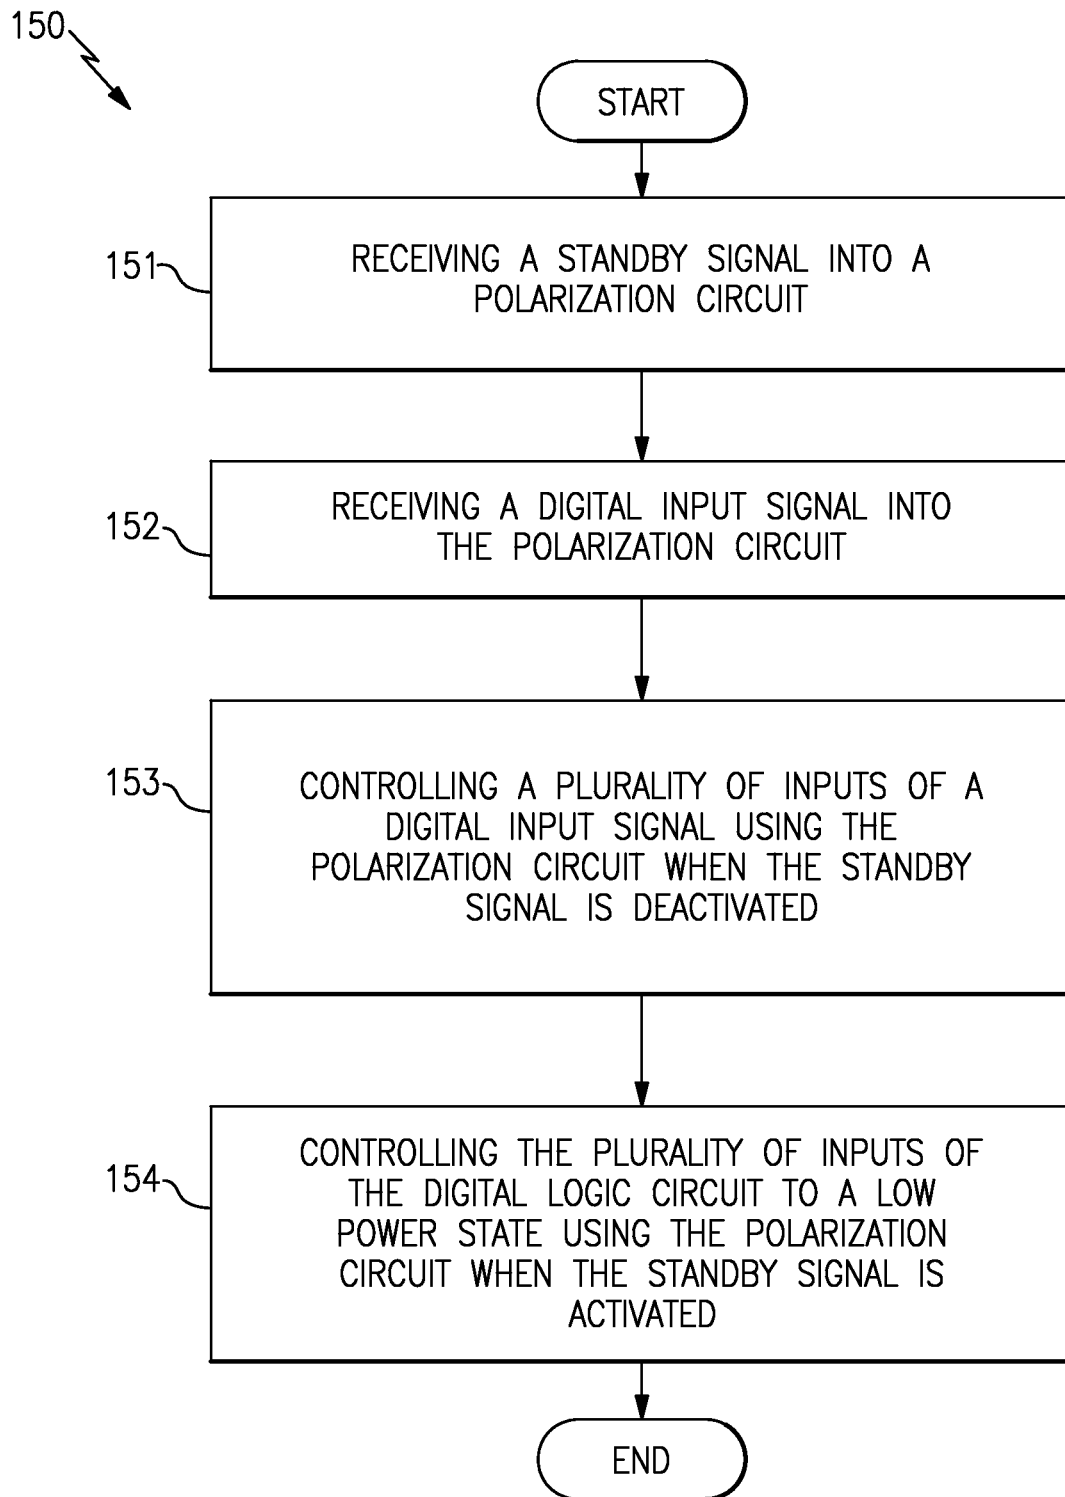 150
START
151
RECEIVING A STANDBY SIGNAL INTO A
POLARIZATION CIRCUIT
152
RECEIVING A DIGITAL INPUT SIGNAL INTO
THE POLARIZATION CIRCUIT
153
CONTROLLING A PLURALITY OF INPUTS OF A
DIGITAL INPUT SIGNAL USING THE
POLARIZATION CIRCUIT WHEN THE STANDBY
SIGNAL IS DEACTIVATED
154
CONTROLLING THE PLURALITY OF INPUTS OF
THE DIGITAL LOGIC CIRCUIT TO A LOW
POWER STATE USING THE POLARIZATION
CIRCUIT WHEN THE STANDBY SIGNAL IS
ACTIVATED
END